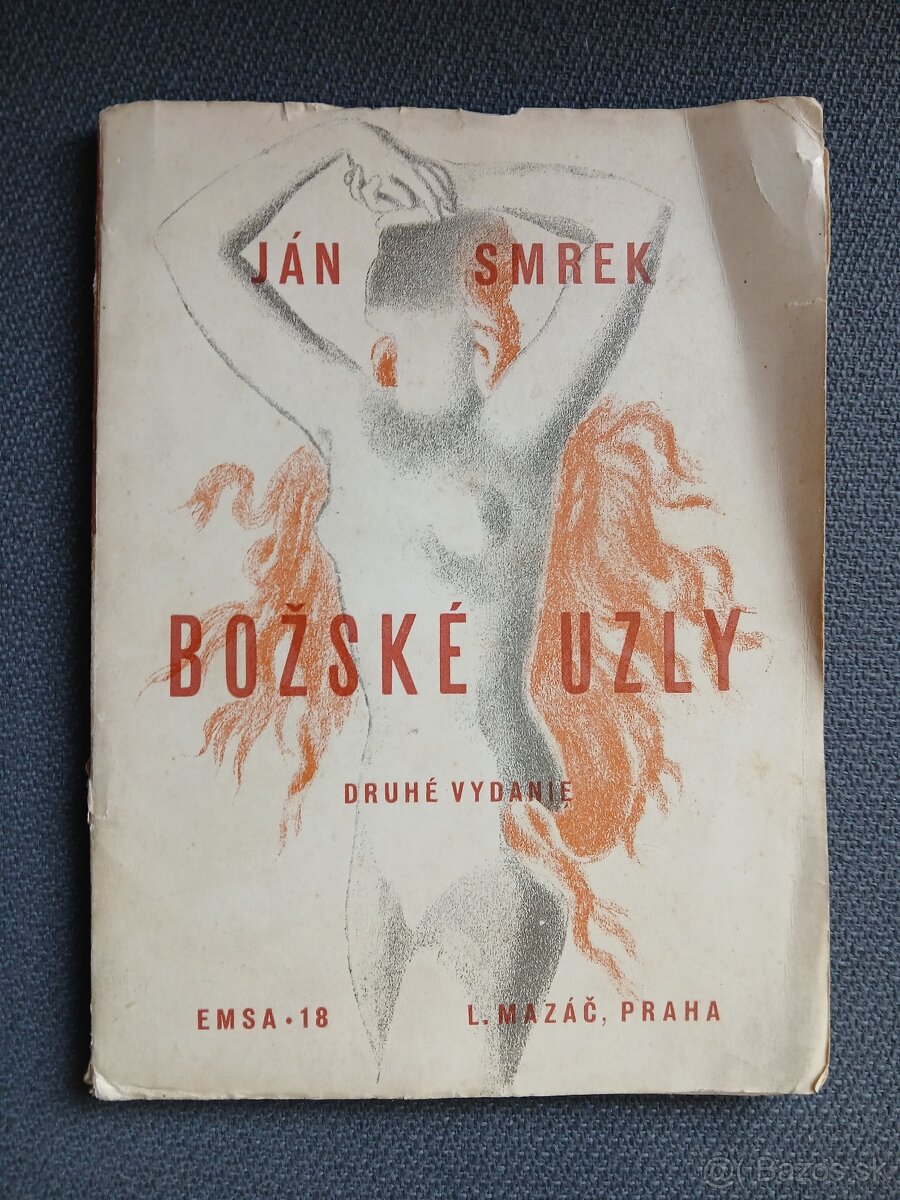 JÁN SMREK
BOŽSKÉ UZLY
DRUHÉ VYDANIE
EMSA • 18 L. MAZÁČ, PRAHA
@ Bazos.sk